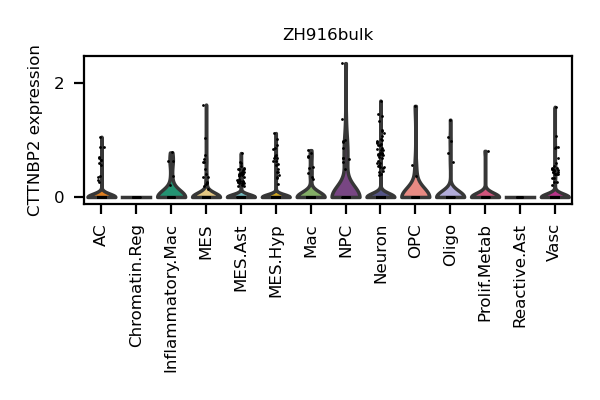 ZH916bulk
CTTNBP2 expression
2
0
AC
Chromatin.Reg
Inflammatory.Mac
MES
MES.Ast
MES.Hyp
Mac
NPC
Neuron
OPC
Oligo
Prolif.Metab
Reactive.Ast
Vasc